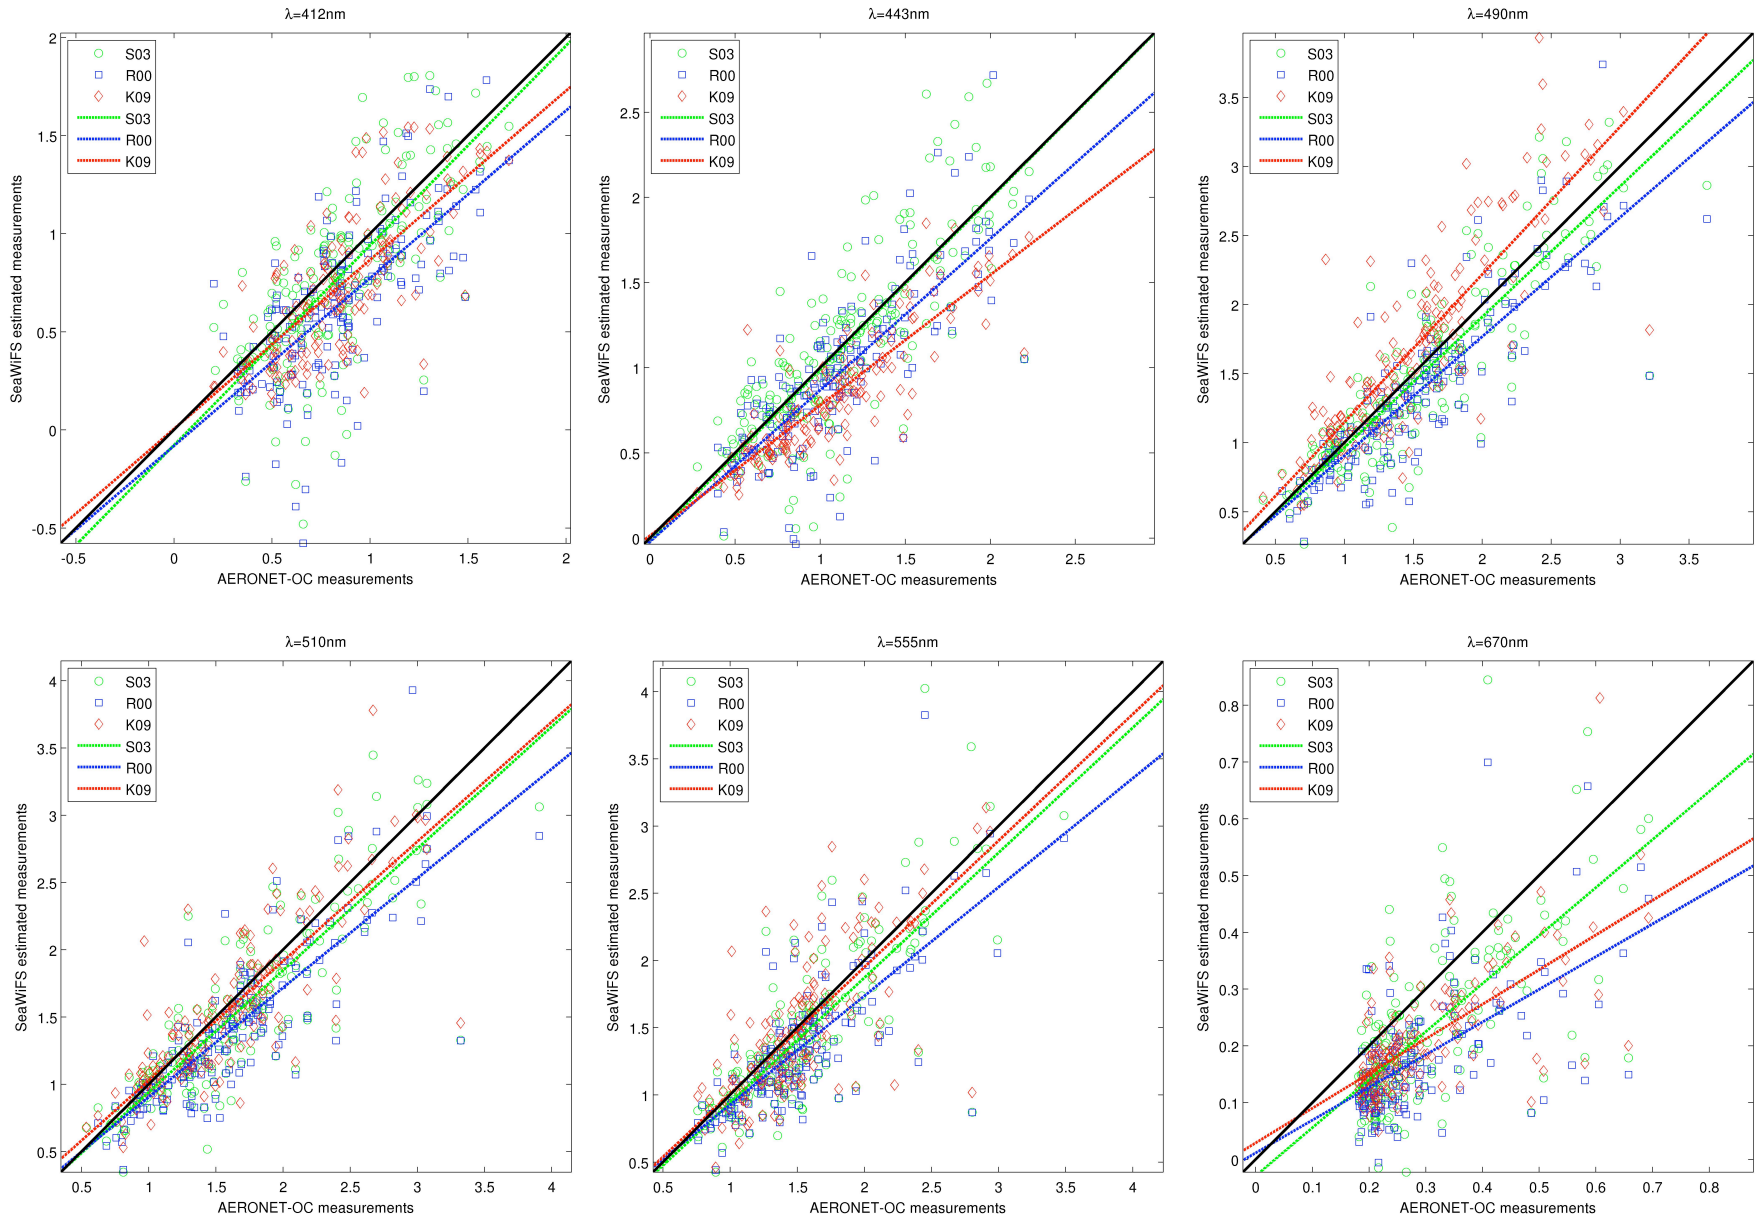 λ=412nm
2
1.5
1
0.5
0
-0.5
-0.5 0 0.5 1 1.5 2
SeaWiFS estimated measurements
AERONET-OC measurements
S03
R00
K09
S03
R00
K09
λ=443nm
2.5
2
1.5
1
0.5
0
0 0.5 1 1.5 2 2.5
SeaWiFS estimated measurements
AERONET-OC measurements
S03
R00
K09
S03
R00
K09
λ=490nm
3.5
3
2.5
2
1.5
1
0.5
0.5 1 1.5 2 2.5 3 3.5
SeaWiFS estimated measurements
AERONET-OC measurements
S03
R00
K09
S03
R00
K09
λ=510nm
4
3.5
3
2.5
2
1.5
1
0.5
0.5 1 1.5 2 2.5 3 3.5 4
SeaWiFS estimated measurements
AERONET-OC measurements
S03
R00
K09
S03
R00
K09
λ=555nm
4
3.5
3
2.5
2
1.5
1
0.5
0.5 1 1.5 2 2.5 3 3.5 4
SeaWiFS estimated measurements
AERONET-OC measurements
S03
R00
K09
S03
R00
K09
λ=670nm
0.8
0.7
0.6
0.5
0.4
0.3
0.2
0.1
0
0 0.1 0.2 0.3 0.4 0.5 0.6 0.7 0.8
SeaWiFS estimated measurements
AERONET-OC measurements
S03
R00
K09
S03
R00
K09